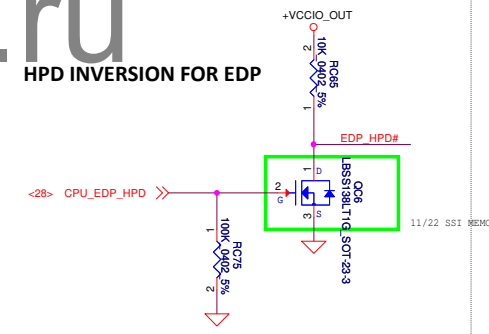 .ru
+VCCIO_OUT
HPD INVERSION FOR EDP
2
RC65
10K_0402_5%
1
EDP_HPD#
1 D
QC6
LBSS138LT1G_SOT-23-3
<28> CPU_EDP_HPD
2
G
3 S
11/22 SSI MEMO
1
RC75
100K_0402_5%
2